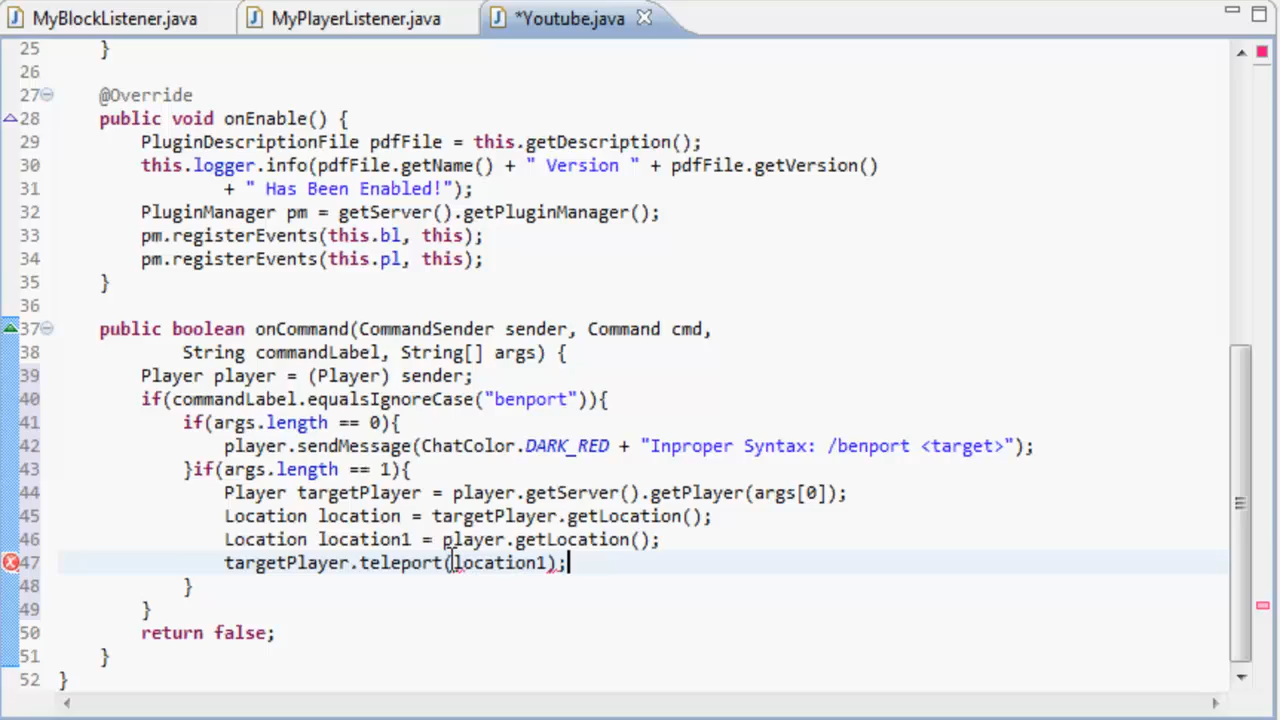 MyBlockListener.java MyPlayerListener.java *Youtube.java
25 }
26
27 @Override
28 public void onEnable() {
29 PluginDescriptionFile pdfFile = this.getDescription();
30 this.logger.info(pdfFile.getName() + " Version " + pdfFile.getVersion()
31 + " Has Been Enabled!");
32 PluginManager pm = getServer().getPluginManager();
33 pm.registerEvents(this.bl, this);
34 pm.registerEvents(this.pl, this);
35 }
36
37 public boolean onCommand(CommandSender sender, Command cmd,
38 String commandLabel, String[] args) {
39 Player player = (Player) sender;
40 if(commandLabel.equalsIgnoreCase("benport")){
41 if(args.length == 0){
42 player.sendMessage(ChatColor.DARK_RED + "Inproper Syntax: /benport <target>");
43 }if(args.length == 1){
44 Player targetPlayer = player.getServer().getPlayer(args[0]);
45 Location location = targetPlayer.getLocation();
46 Location location1 = player.getLocation();
47 targetPlayer.teleport(location1);
48 }
49 }
50 return false;
51 }
52 }